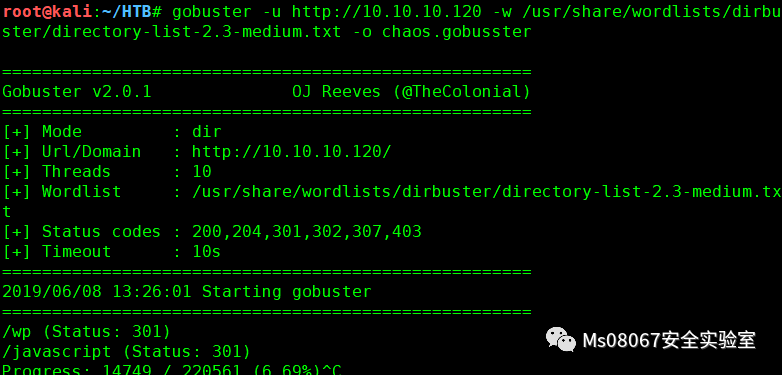 root@kali:~/HTB# gobuster -u http://10.10.10.120 -w /usr/share/wordlists/dirbu
ster/directory-list-2.3-medium.txt -o chaos.gobusster
=====================================================
Gobuster v2.0.1              OJ Reeves (@TheColonial)
=====================================================
[+] Mode         : dir
[+] Url/Domain   : http://10.10.10.120/
[+] Threads      : 10
[+] Wordlist     : /usr/share/wordlists/dirbuster/directory-list-2.3-medium.tx
t
[+] Status codes : 200,204,301,302,307,403
[+] Timeout      : 10s
=====================================================
2019/06/08 13:26:01 Starting gobuster
=====================================================
/wp (Status: 301)
/javascript (Status: 301)
Progress: 14749 / 220561 (6.69%)^C
Ms08067安全实验室